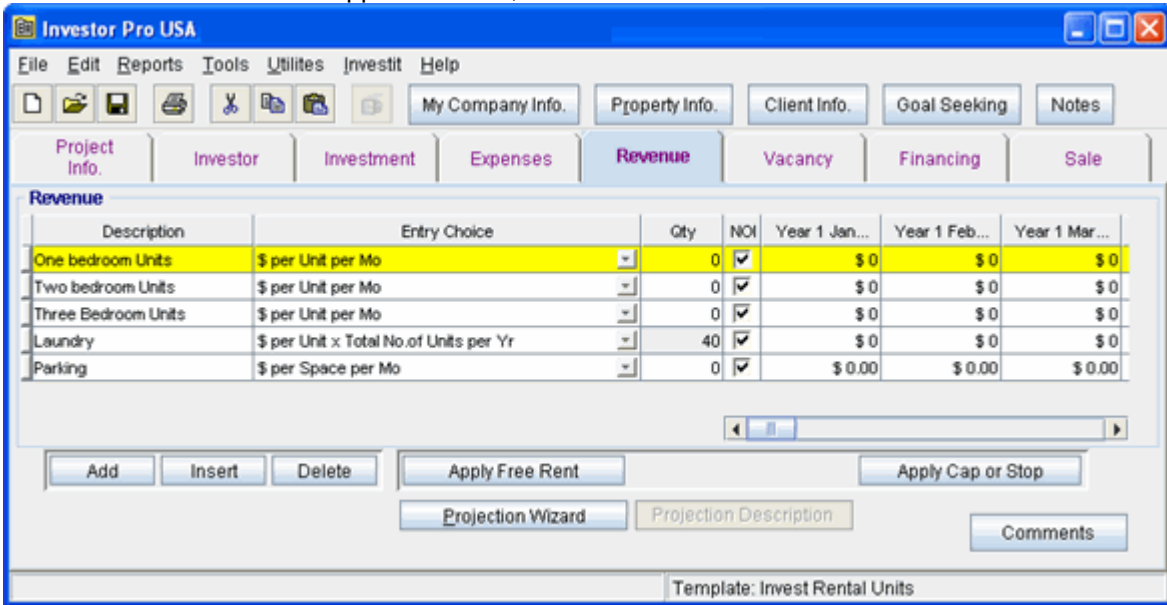 Investor Pro USA
File Edit Reports Tools Utilites Investit Help
My Company Info. Property Info. Client Info. Goal Seeking Notes
Project Info. Investor Investment Expenses Revenue Vacancy Financing Sale
Revenue
Description Entry Choice Qty NOI Year 1 Jan... Year 1 Feb... Year 1 Mar...
One bedroom Units $ per Unit per Mo 0 $ 0 $ 0 $ 0
Two bedroom Units $ per Unit per Mo 0 $ 0 $ 0 $ 0
Three Bedroom Units $ per Unit per Mo 0 $ 0 $ 0 $ 0
Laundry $ per Unit x Total No.of Units per Yr 40 $ 0 $ 0 $ 0
Parking $ per Space per Mo 0 $ 0.00 $ 0.00 $ 0.00
Add Insert Delete Apply Free Rent Apply Cap or Stop
Projection Wizard Projection Description
Comments
Template: Invest Rental Units